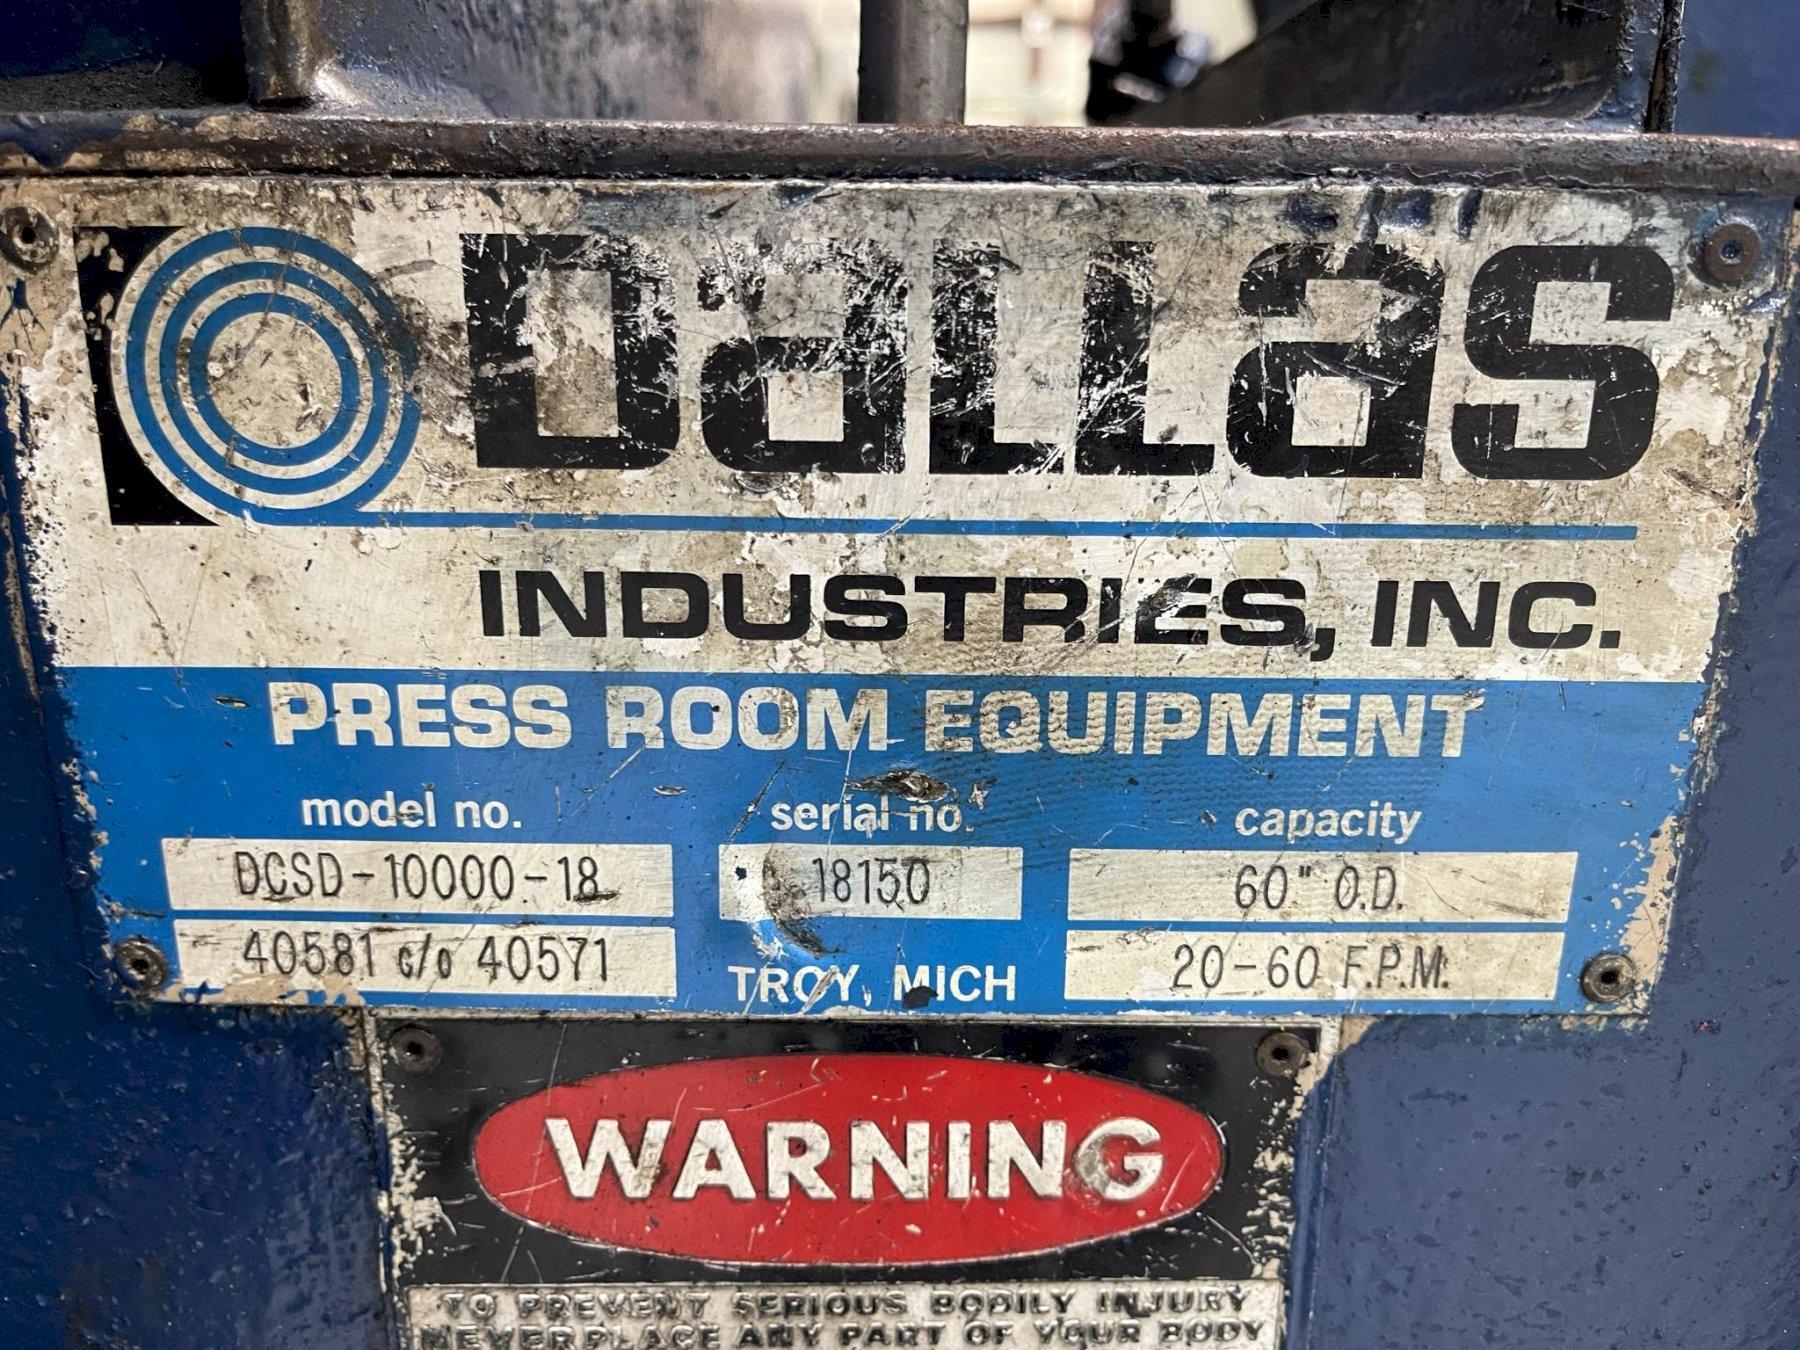 DALLAS
INDUSTRIES, INC.
PRESS ROOM EQUIPMENT
model no. serial no. capacity
DCSD-10000-18 18150 60" O.D.
40581 c/o 40571 TROY, MICH 20-60 F.P.M.
WARNING
TO PREVENT SERIOUS BODILY INJURY
NEVER PLACE ANY PART OF YOUR BODY